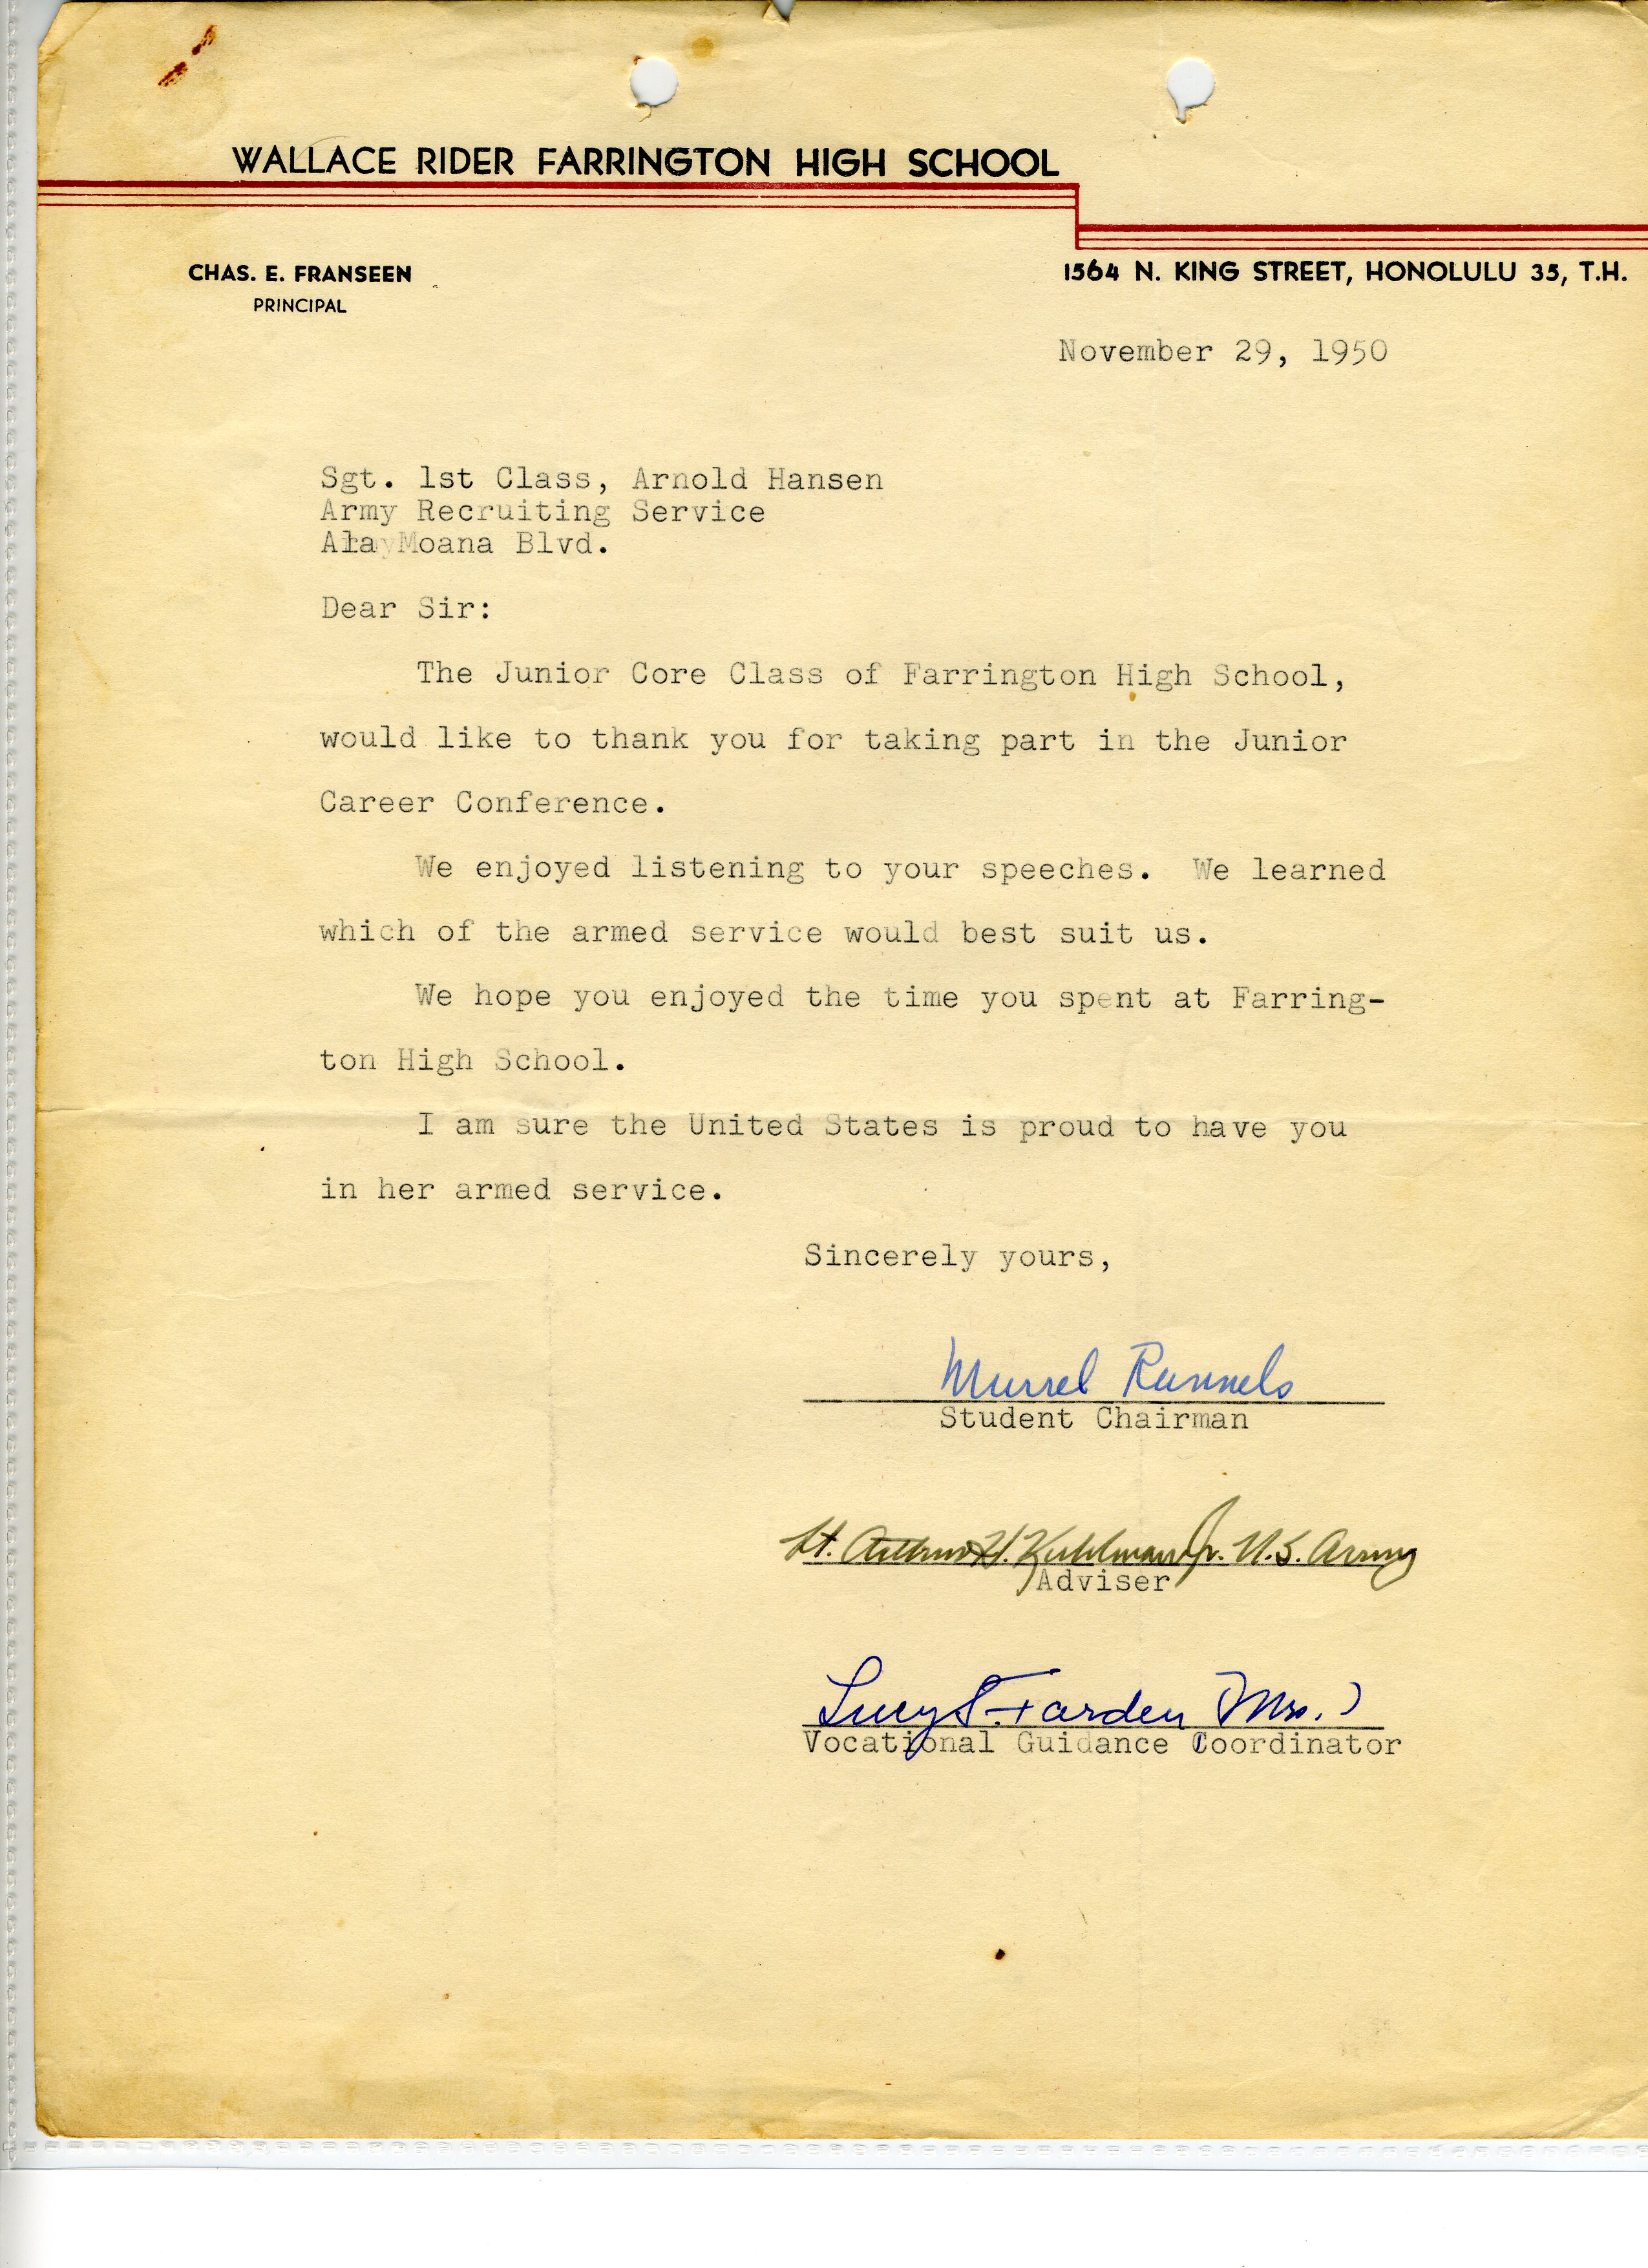 WALLACE RIDER FARRINGTON HIGH SCHOOL
CHAS. E. FRANSEEN
PRINCIPAL
1564 N. KING STREET, HONOLULU 35, T.H.
November 29, 1950
Sgt. 1st Class, Arnold Hansen
Army Recruiting Service
Ala Moana Blvd.
Dear Sir:
The Junior Core Class of Farrington High School,
would like to thank you for taking part in the Junior
Career Conference.
We enjoyed listening to your speeches. We learned
which of the armed service would best suit us.
We hope you enjoyed the time you spent at Farring-
ton High School.
I am sure the United States is proud to have you
in her armed service.
Sincerely yours,
Murrel Runnels
Student Chairman
Lt. H. Jr. U.S. Army
Adviser
Lucy S. Farden (Mrs.)
Vocational Guidance Coordinator